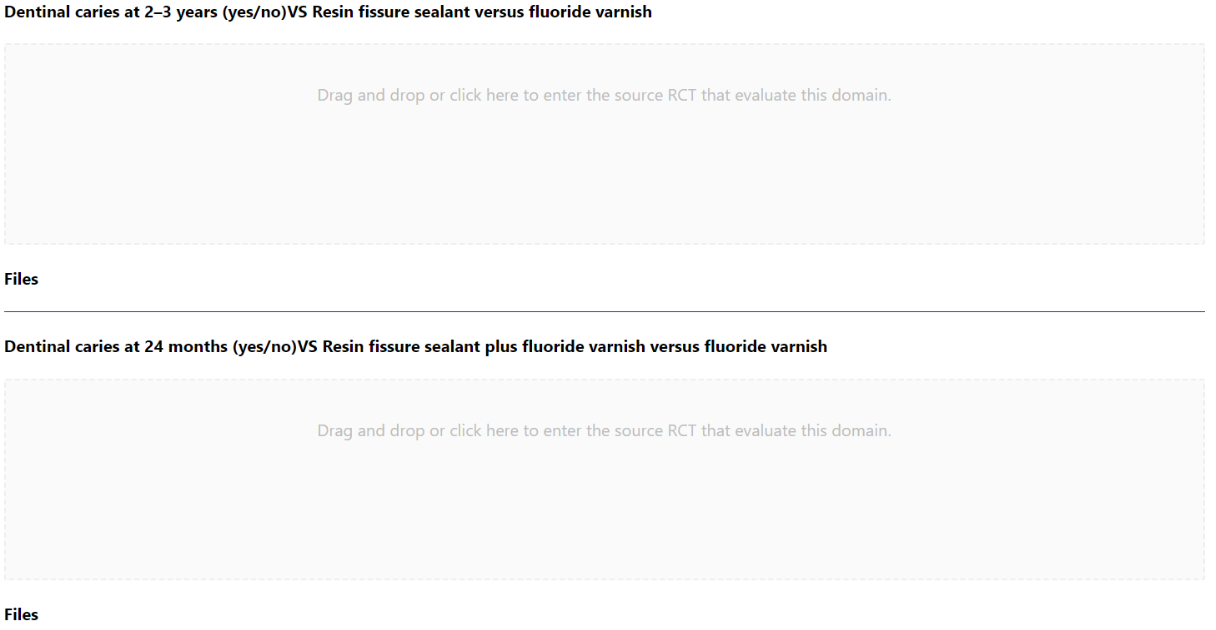 Dentinal caries at 2–3 years (yes/no)VS Resin fissure sealant versus fluoride varnish
Drag and drop or click here to enter the source RCT that evaluate this domain.
Files
Dentinal caries at 24 months (yes/no)VS Resin fissure sealant plus fluoride varnish versus fluoride varnish
Drag and drop or click here to enter the source RCT that evaluate this domain.
Files